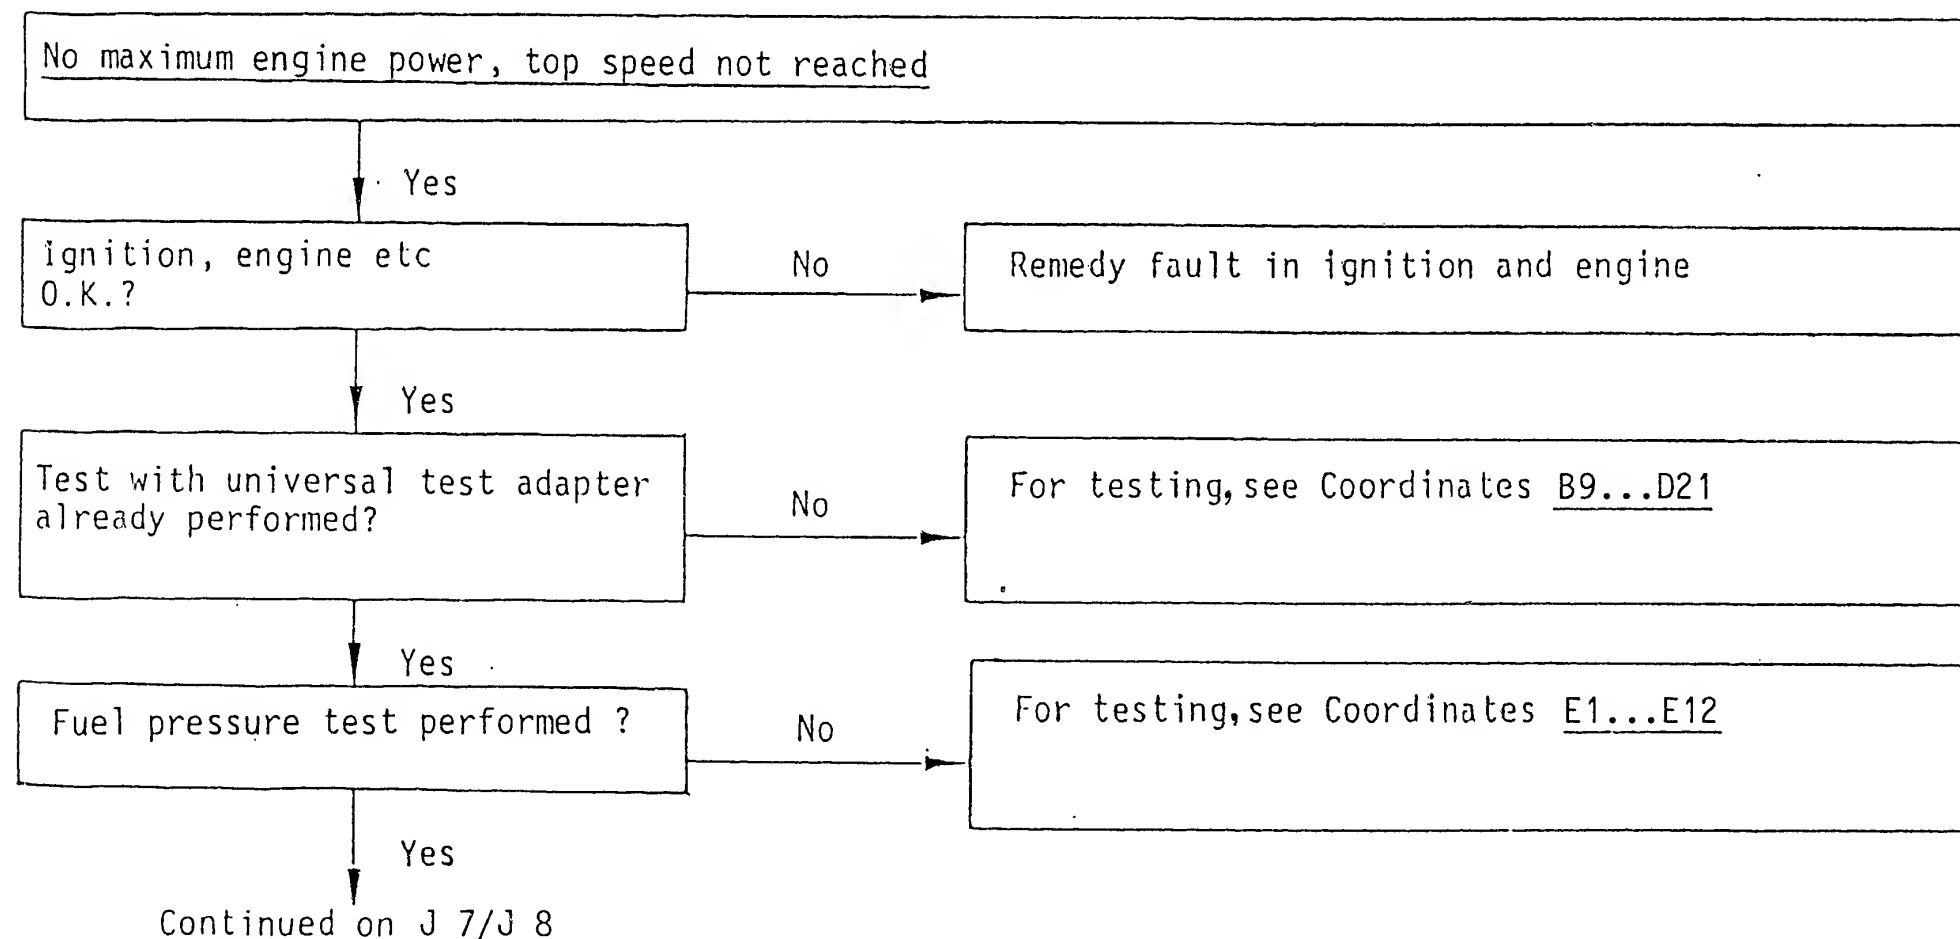 No maximum engine power, top speed not reached
Yes
Ignition, engine etc
O.K.?
No
Remedy fault in ignition and engine
Yes
Test with universal test adapter
already performed?
No
For testing, see Coordinates B9...D21
Yes
Fuel pressure test performed ?
No
For testing, see Coordinates E1...E12
Yes
Continued on J 7/J 8